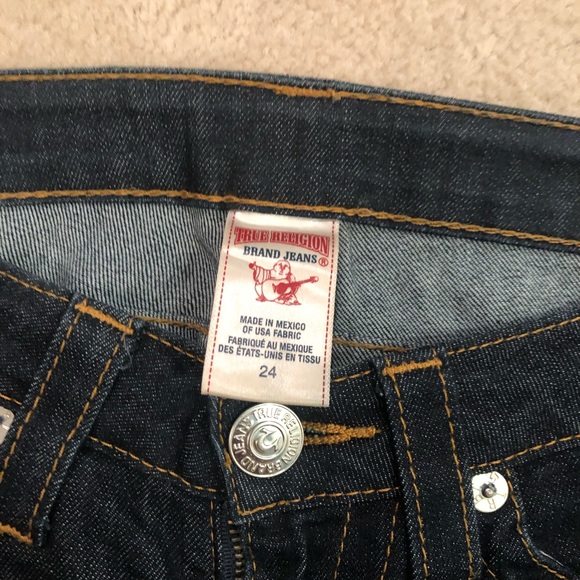 TRUE RELIGION
BRAND JEANS ®
MADE IN MEXICO
OF USA FABRIC
FABRIQUÉ AU MEXIQUE
DES ÉTATS-UNIS EN TISSU
24
TRUE RELIGION BRAND JEANS